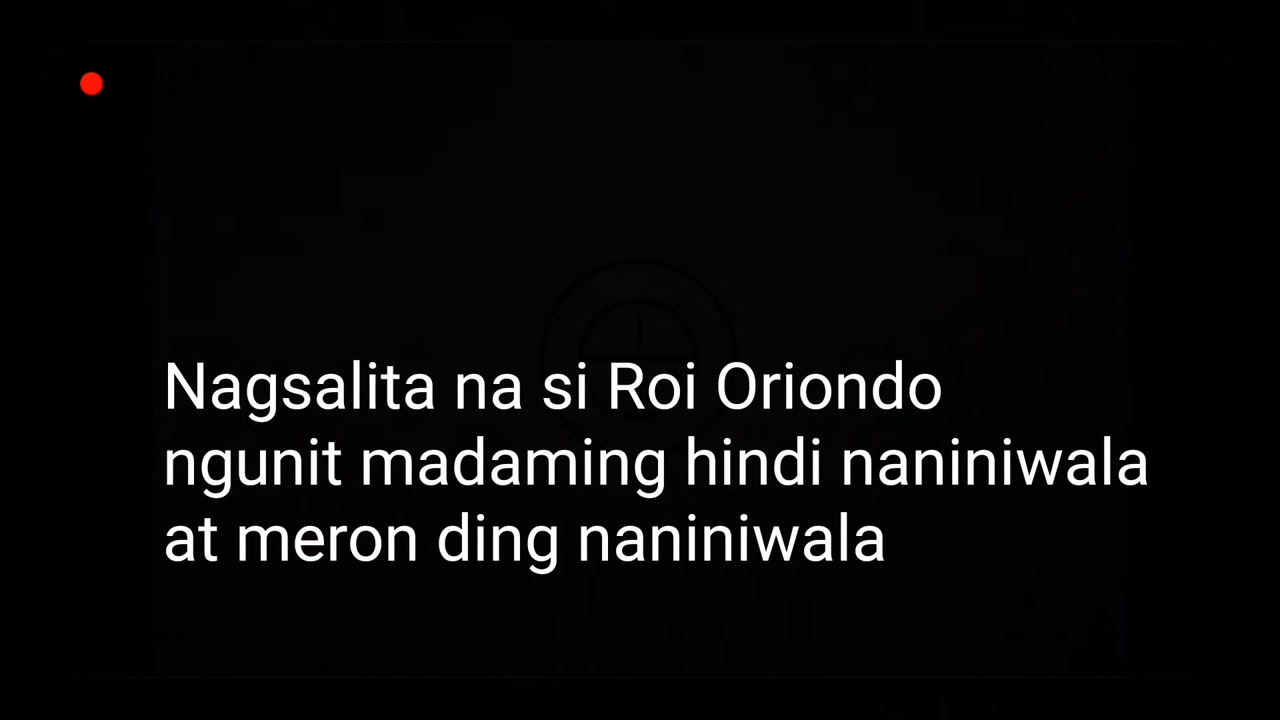 Nagsalita na si Roi Oriondo
ngunit madaming hindi naniniwala
at meron ding naniniwala